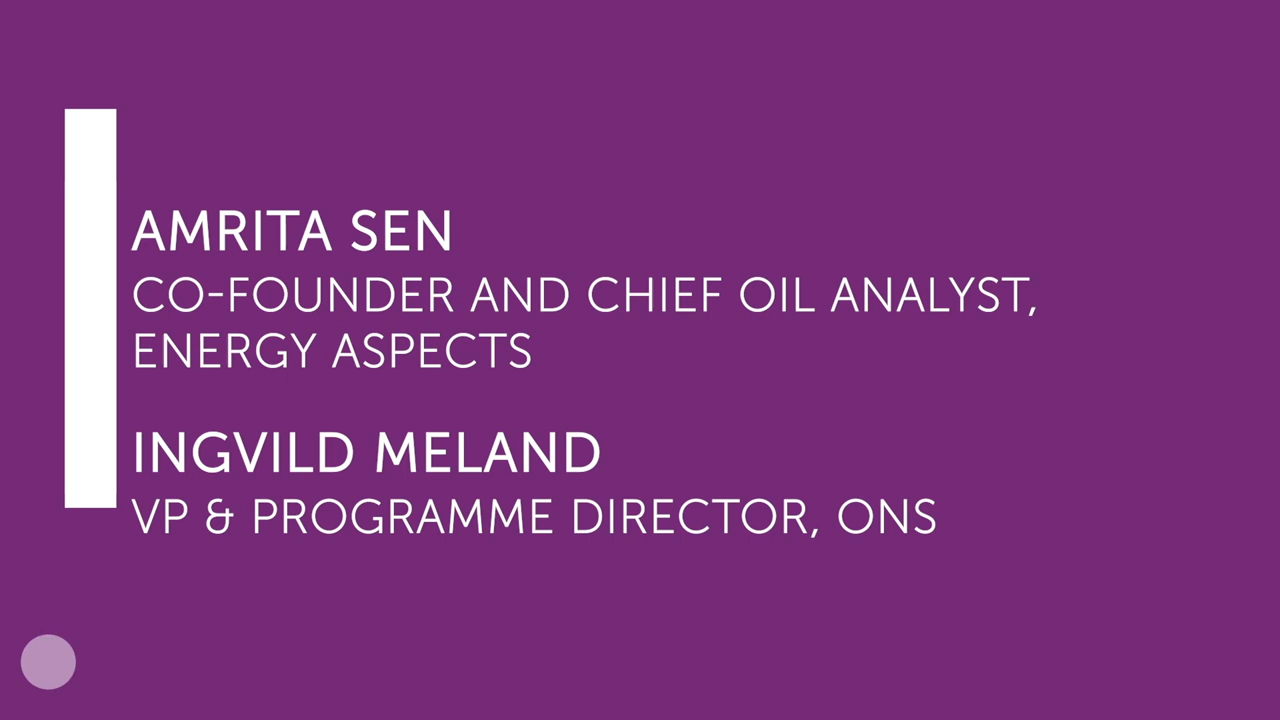 AMRITA SEN
CO-FOUNDER AND CHIEF OIL ANALYST,
ENERGY ASPECTS
INGVILD MELAND
VP & PROGRAMME DIRECTOR, ONS